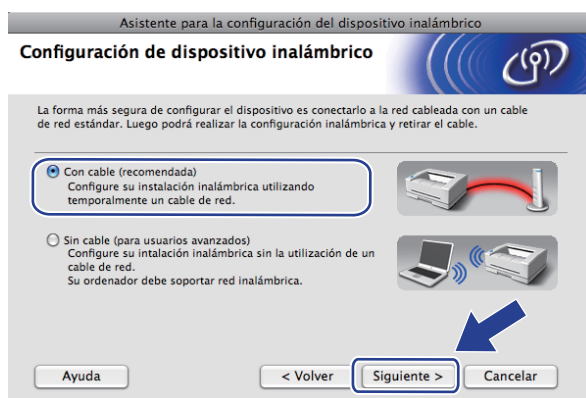 Asistente para la configuración del dispositivo inalámbrico
Configuración de dispositivo inalámbrico
La forma más segura de configurar el dispositivo es conectarlo a la red cableada con un cable
de red estándar. Luego podrá realizar la configuración inalámbrica y retirar el cable.
Con cable (recomendada)
Configure su instalación inalámbrica utilizando
temporalmente un cable de red.
Sin cable (para usuarios avanzados)
Configure su intalación inalámbrica sin la utilización de un
cable de red.
Su ordenador debe soportar red inalámbrica.
Ayuda
< Volver
Siguiente >
Cancelar